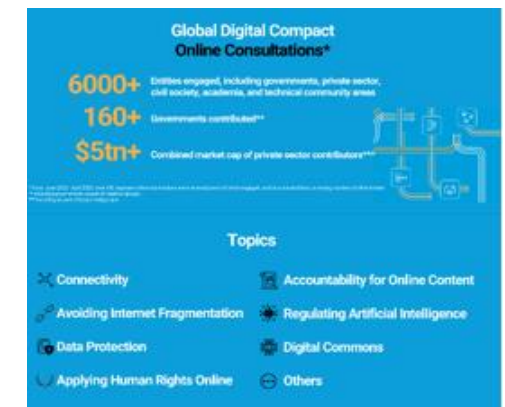 Global Digital Compact
Online Consultations*
6000+
Entities engaged, including governments, private sector,
civil society, academia, and technical community areas
160+
Governments contributed**
$5tn+
Combined market cap of private sector contributors***
Topics
Connectivity
Accountability for Online Content
Avoiding Internet Fragmentation
Regulating Artificial Intelligence
Data Protection
Digital Commons
Applying Human Rights Online
Others